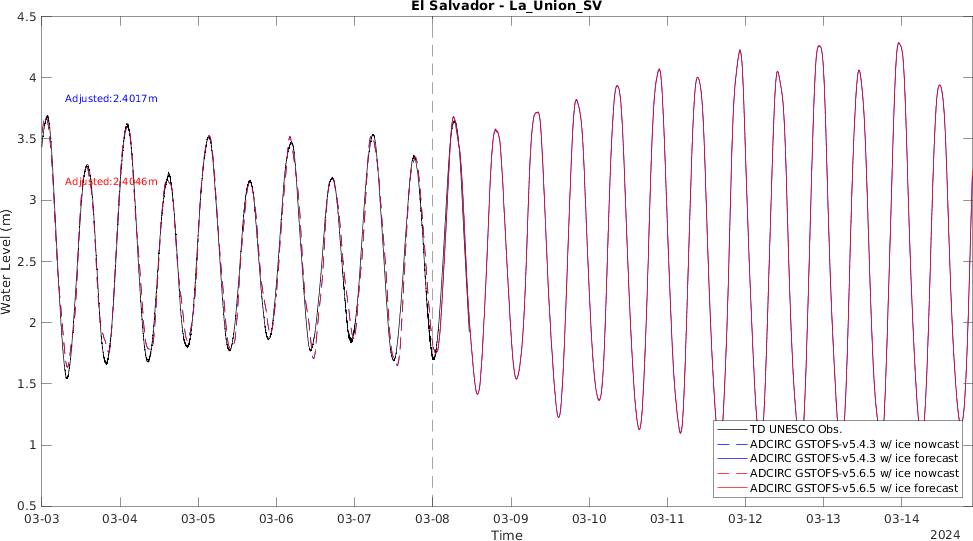 El Salvador - La_Union_SV
4.5
4
3.5
3
2.5
2
1.5
1
0.5
Water Level (m)
Adjusted:2.4017m
Adjusted:2.4046m
TD UNESCO Obs.
ADCIRC GSTOFS-v5.4.3 w/ ice nowcast
ADCIRC GSTOFS-v5.4.3 w/ ice forecast
ADCIRC GSTOFS-v5.6.5 w/ ice nowcast
ADCIRC GSTOFS-v5.6.5 w/ ice forecast
03-03 03-04 03-05 03-06 03-07 03-08 03-09 03-10 03-11 03-12 03-13 03-14
Time
2024